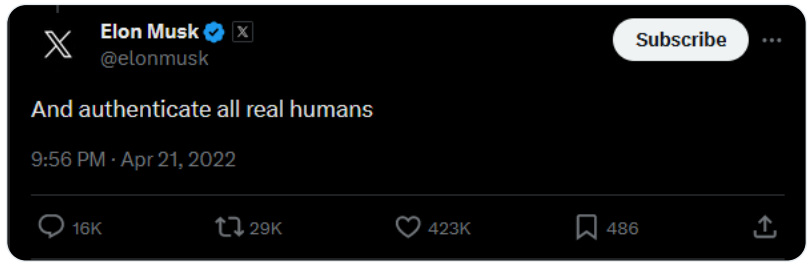 Elon Musk
Subscribe
@elonmusk
And authenticate all real humans
9:56 PM · Apr 21, 2022
16K 29K 423K 486